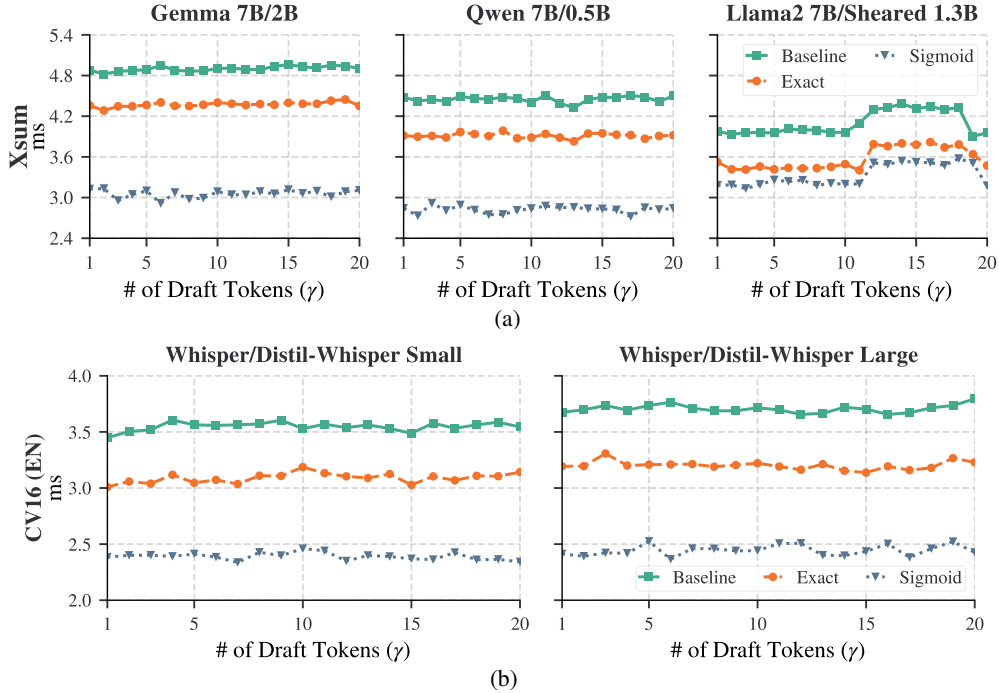 Gemma 7B/2B
Qwen 7B/0.5B
Llama2 7B/Sheared 1.3B
Xsum
ms
5.4
4.8
4.2
3.6
3.0
2.4
Baseline
Exact
Sigmoid
1 5 10 15 20
1 5 10 15 20
1 5 10 15 20
# of Draft Tokens (γ)
# of Draft Tokens (γ)
# of Draft Tokens (γ)
(a)
Whisper/Distil-Whisper Small
Whisper/Distil-Whisper Large
CV16 (EN)
ms
4.0
3.5
3.0
2.5
2.0
Baseline Exact Sigmoid
1 5 10 15 20
1 5 10 15 20
# of Draft Tokens (γ)
# of Draft Tokens (γ)
(b)